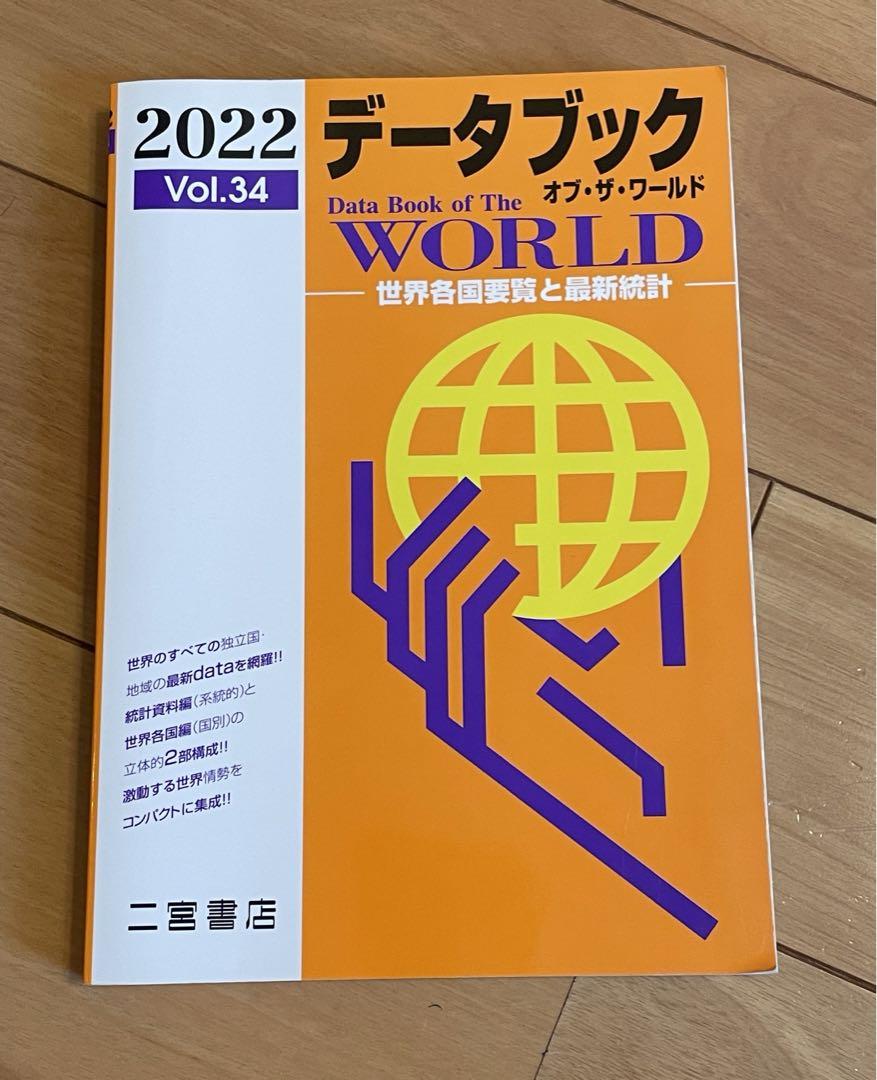 2022
Vol.34
データブック
オブ・ザ・ワールド
Data Book of The
WORLD
世界各国要覧と最新統計
世界のすべての独立国・
地域の最新dataを網羅!!
統計資料編(系統的)と
世界各国編(国別)の
立体的2部構成!!
激動する世界情勢を
コンパクトに集成!!
二宮書店